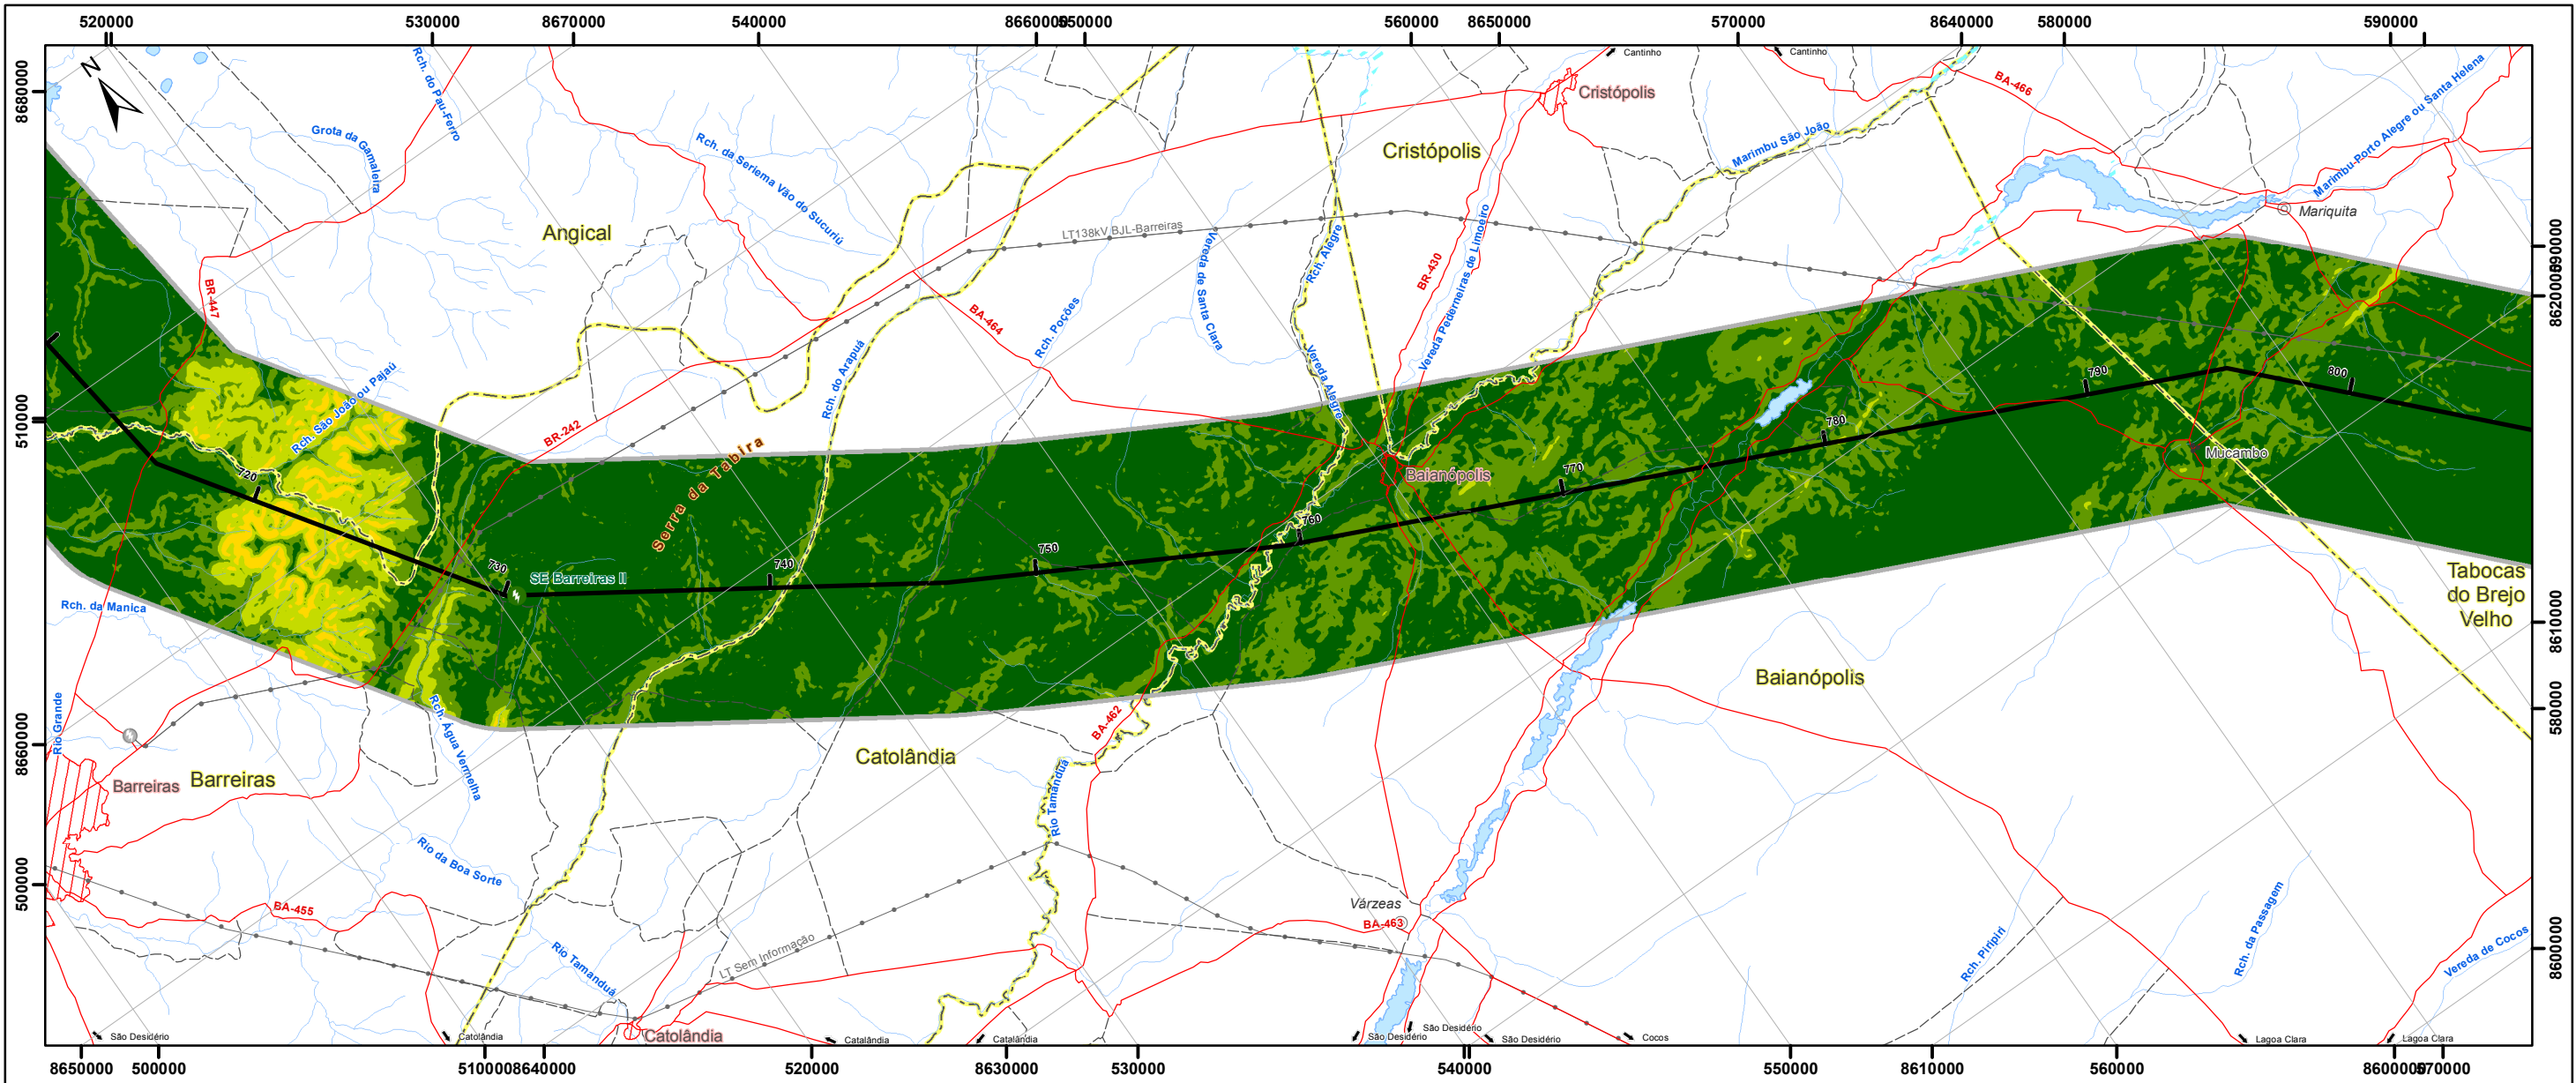 520000
530000
8670000
540000
8660000
550000
560000
8650000
570000
8640000
580000
590000
8680000
510000
8660000
500000
590000
8620000
8610000
580000
8600000
N
Rch. do Pau-Ferro
Grota da Gamaleira
Rch. da Seriema Vão do Sucuriú
Angical
BR-447
Rch. São João ou Pajaú
BR-242
Serra da Tabira
Rch. do Arapuá
LT138kV BJL-Barreiras
BA-464
Rch. Poções
Vereda de Santa Clara
Rch. Alegre
Vereda Alegre
Cristópolis
Cristópolis
Cantinho
Cantinho
BR-430
Vereda Pederneiras de Limoeiro
Marimbu São João
BA-466
Marimbu Porto Alegre ou Santa Helena
Mariquita
720
730
SE Barreiras II
740
750
760
770
780
790
800
Baianópolis
Mucambo
Tabocas
do Brejo
Velho
Baianópolis
Rch. da Manica
Rio Grande
Barreiras
Barreiras
Rch. Água Vermelha
Rio da Boa Sorte
BA-455
Rio Tamanduá
LT Sem Informação
Catolândia
Catolândia
BA-462
Rio Tamanduá
Várzeas
BA-463
Rch. Piripiri
Rch. da Passagem
Vereda de Cocos
São Desidério
Catolândia
Catalândia
Catalândia
São Desidério
São Desidério
São Desidério
Cocos
Lagoa Clara
Lagoa Clara
8650000
500000
510000
8640000
520000
8630000
530000
540000
550000
8610000
560000
8600000
570000